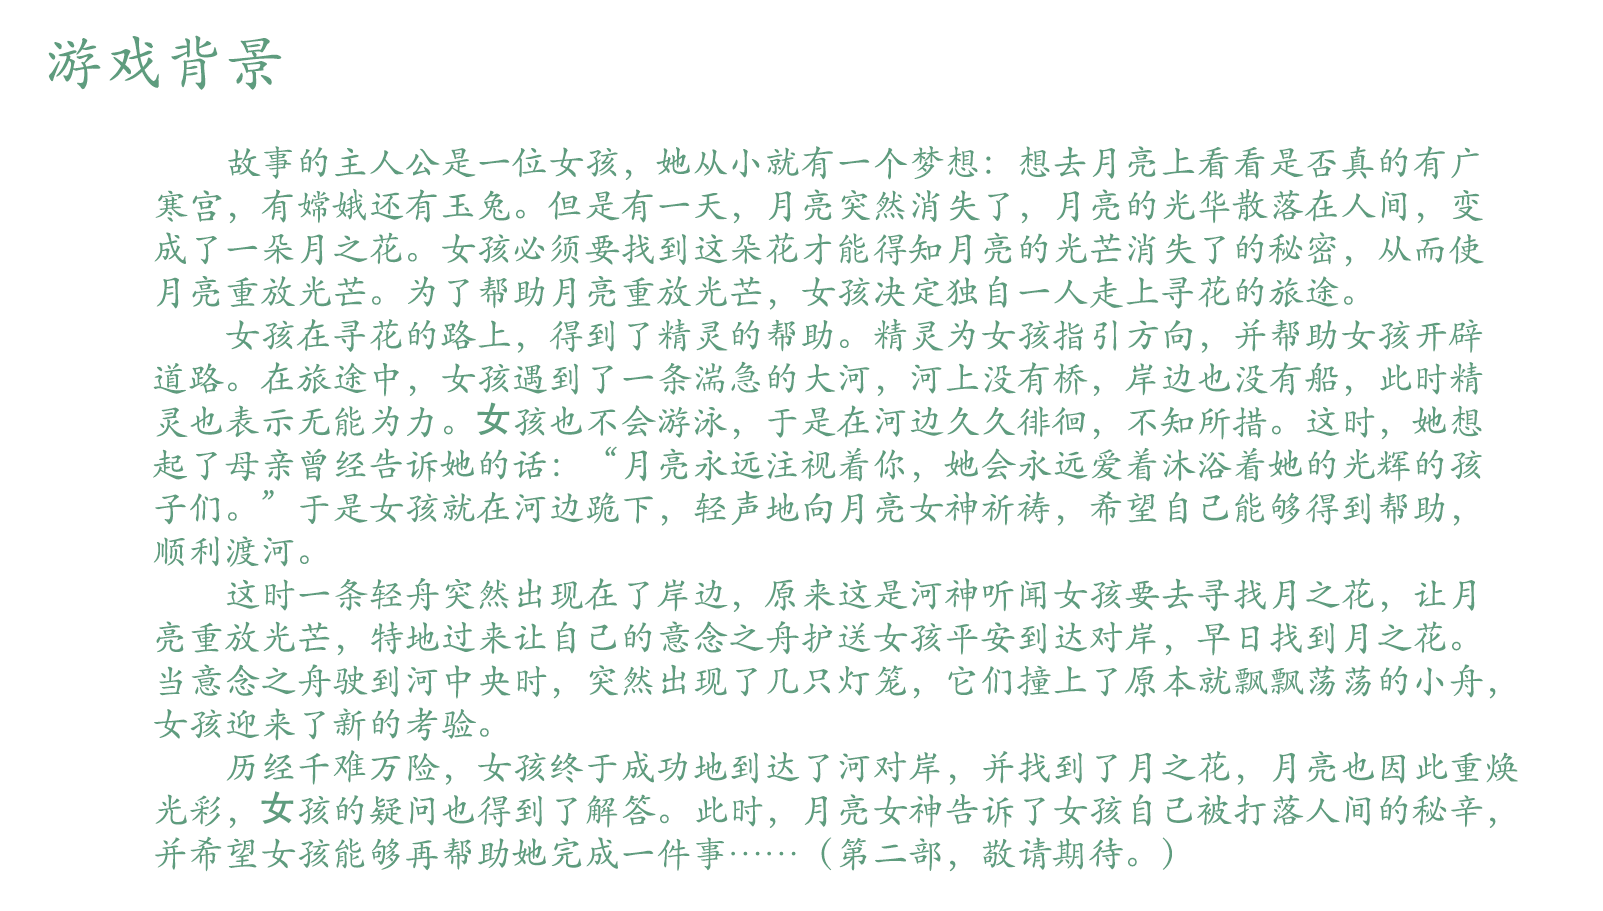 游戏背景
故事的主人公是一位女孩，她从小就有一个梦想：想去月亮上看看是否真的有广
寒宫，有嫦娥还有玉兔。但是有一天，月亮突然消失了，月亮的光华散落在人间，变
成了一朵月之花。女孩必须要找到这朵花才能得知月亮的光芒消失了的秘密，从而使
月亮重放光芒。为了帮助月亮重放光芒，女孩决定独自一人走上寻花的旅途。
女孩在寻花的路上，得到了精灵的帮助。精灵为女孩指引方向，并帮助女孩开辟
道路。在旅途中，女孩遇到了一条湍急的大河，河上没有桥，岸边也没有船，此时精
灵也表示无能为力。女孩也不会游泳，于是在河边久久徘徊，不知所措。这时，她想
起了母亲曾经告诉她的话：“月亮永远注视着你，她会永远爱着沐浴着她的光辉的孩
子们。”于是女孩就在河边跪下，轻声地向月亮女神祈祷，希望自己能够得到帮助，
顺利渡河。
这时一条轻舟突然出现在了岸边，原来这是河神听闻女孩要去寻找月之花，让月
亮重放光芒，特地过来让自己的意念之舟护送女孩平安到达对岸，早日找到月之花。
当意念之舟驶到河中央时，突然出现了几只灯笼，它们撞上了原本就飘飘荡荡的小舟，
女孩迎来了新的考验。
历经千难万险，女孩终于成功地到达了河对岸，并找到了月之花，月亮也因此重焕
光彩，女孩的疑问也得到了解答。此时，月亮女神告诉了女孩自己被打落人间的秘辛，
并希望女孩能够再帮助她完成一件事……（第二部，敬请期待。）